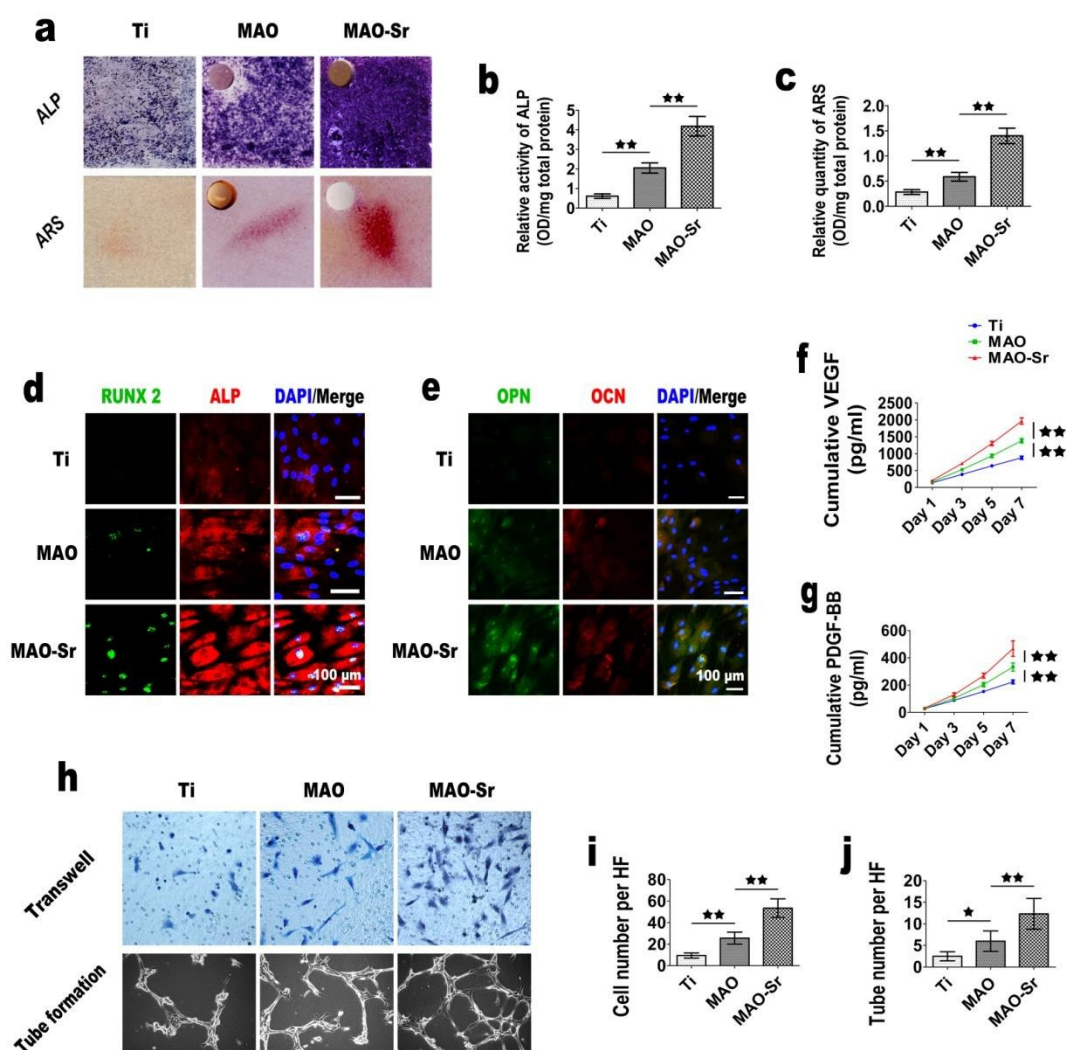 a
Ti MAO MAO-Sr
ALP
ARS
b
Relative activity of ALP
(OD/mg total protein)
5
4
3
2
1
0
★★ ★★
Ti MAO MAO-Sr
c
Relative quantity of ARS
(OD/mg total protein)
2.0
1.5
1.0
0.5
0.0
★★ ★★
Ti MAO MAO-Sr
d
RUNX 2 ALP DAPI/Merge
Ti
MAO
MAO-Sr
100 µm
e
OPN OCN DAPI/Merge
Ti
MAO
MAO-Sr
100 µm
Ti
MAO
MAO-Sr
f
Cumulative VEGF
(pg/ml)
2500
2000
1500
1000
500
0
★★
★★
Day 1 Day 3 Day 5 Day 7
g
Cumulative PDGF-BB
(pg/ml)
600
400
200
0
★★
★★
Day 1 Day 3 Day 5 Day 7
h
Ti MAO MAO-Sr
Transwell
Tube formation
i
Cell number per HF
80
60
40
20
0
★★ ★★
Ti MAO MAO-Sr
j
Tube number per HF
20
15
10
5
0
★ ★★
Ti MAO MAO-Sr